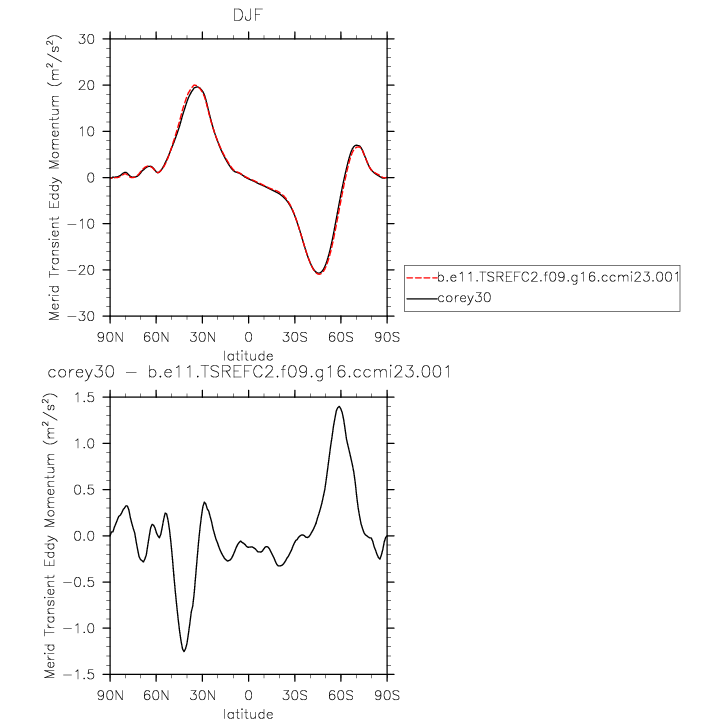 DJF
Merid Transient Eddy Momentum (m²/s²)
30
20
10
0
−10
−20
−30
90N 60N 30N 0 30S 60S 90S
latitude
b.e11.TSREFC2.f09.g16.ccmi23.001
corey30
corey30 − b.e11.TSREFC2.f09.g16.ccmi23.001
Merid Transient Eddy Momentum (m²/s²)
1.5
1.0
0.5
0.0
−0.5
−1.0
−1.5
90N 60N 30N 0 30S 60S 90S
latitude